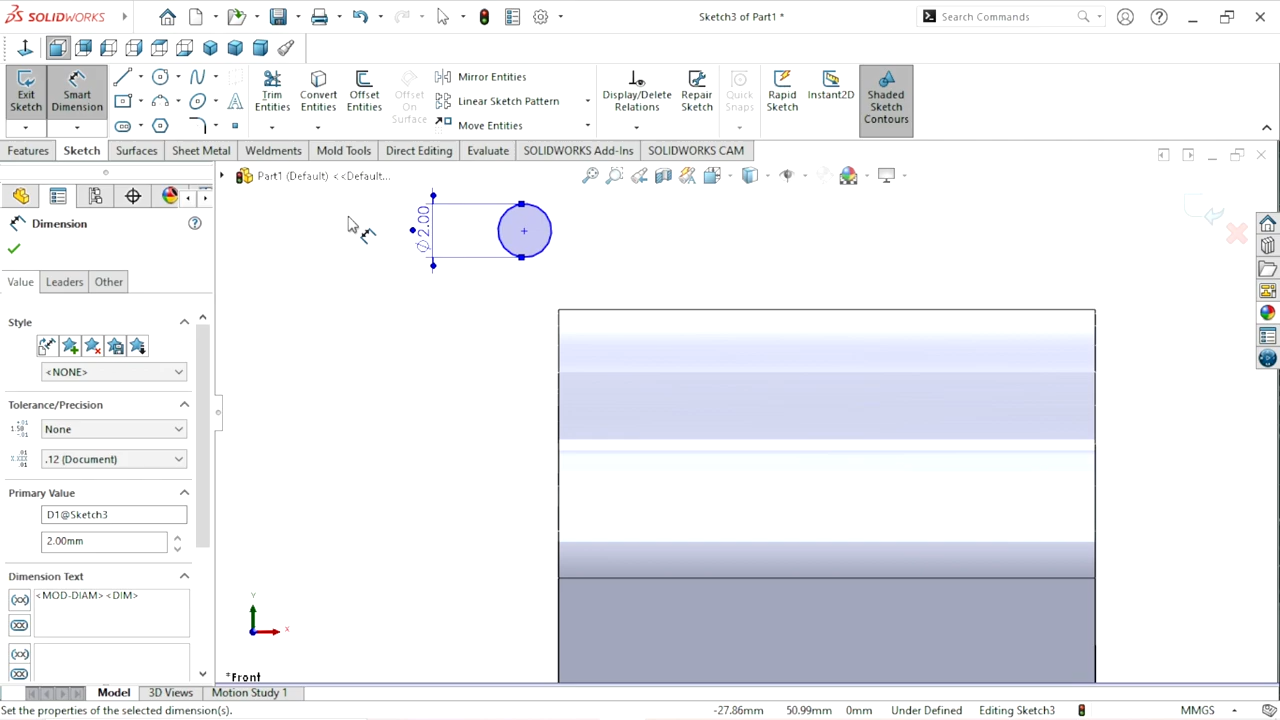 SOLIDWORKS
Sketch3 of Part1 *
Search Commands
Exit Sketch
Smart Dimension
Trim Entities
Convert Entities
Offset Entities
Offset On Surface
Mirror Entities
Linear Sketch Pattern
Move Entities
Display/Delete Relations
Repair Sketch
Quick Snaps
Rapid Sketch
Instant2D
Shaded Sketch Contours
Features
Sketch
Surfaces
Sheet Metal
Weldments
Mold Tools
Direct Editing
Evaluate
SOLIDWORKS Add-Ins
SOLIDWORKS CAM
Part1 (Default) <<Default...
Dimension
Value
Leaders
Other
Style
<NONE>
Tolerance/Precision
None
.12 (Document)
Primary Value
D1@Sketch3
2.00mm
Dimension Text
<MOD-DIAM><DIM>
∅2.00
Y
X
*Front
Model
3D Views
Motion Study 1
Set the properties of the selected dimension(s).
-27.86mm
50.99mm
0mm
Under Defined
Editing Sketch3
MMGS